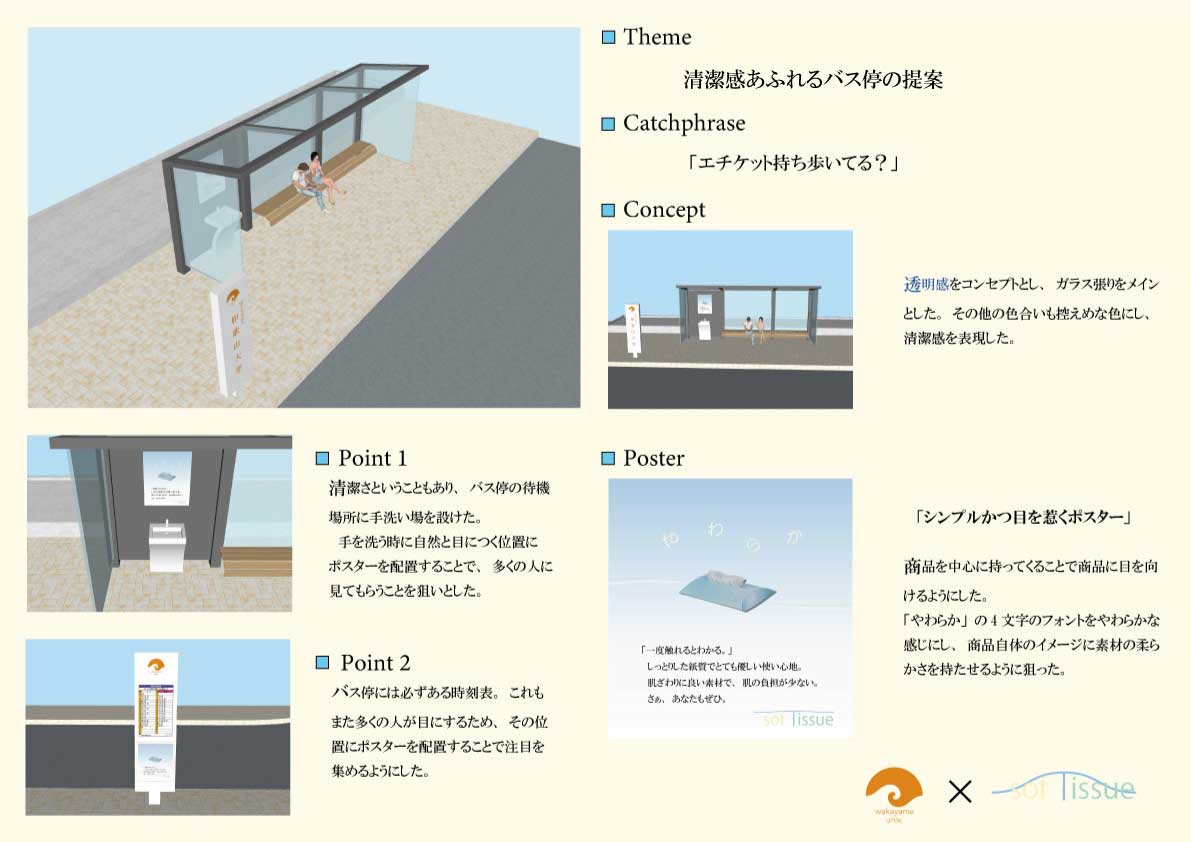 Theme
清潔感あふれるバス停の提案
Catchphrase
「エチケット持ち歩いてる？」
Concept
透明感をコンセプトとし、ガラス張りをメイン
とした。その他の色合いも控えめな色にし、
清潔感を表現した。
和歌山大学
Point 1
清潔さということもあり、バス停の待機
場所に手洗い場を設けた。
手を洗う時に自然と目につく位置に
ポスターを配置することで、多くの人に
見てもらうことを狙いとした。
Point 2
バス停には必ずある時刻表。これも
また多くの人が目にするため、その位
置にポスターを配置することで注目を
集めるようにした。
Poster
やわらか
「一度触れるとわかる。」
しっとりした紙質でとても優しい使い心地。
肌ざわりに良い素材で、肌の負担が少ない。
さぁ、あなたもぜひ。
sof Tissue
「シンプルかつ目を惹くポスター」
商品を中心に持ってくることで商品に目を向
けるようにした。
「やわらか」の4文字のフォントをやわらかな
感じにし、商品自体のイメージに素材の柔ら
かさを持たせるように狙った。
wakayama
univ.
×
sof Tissue